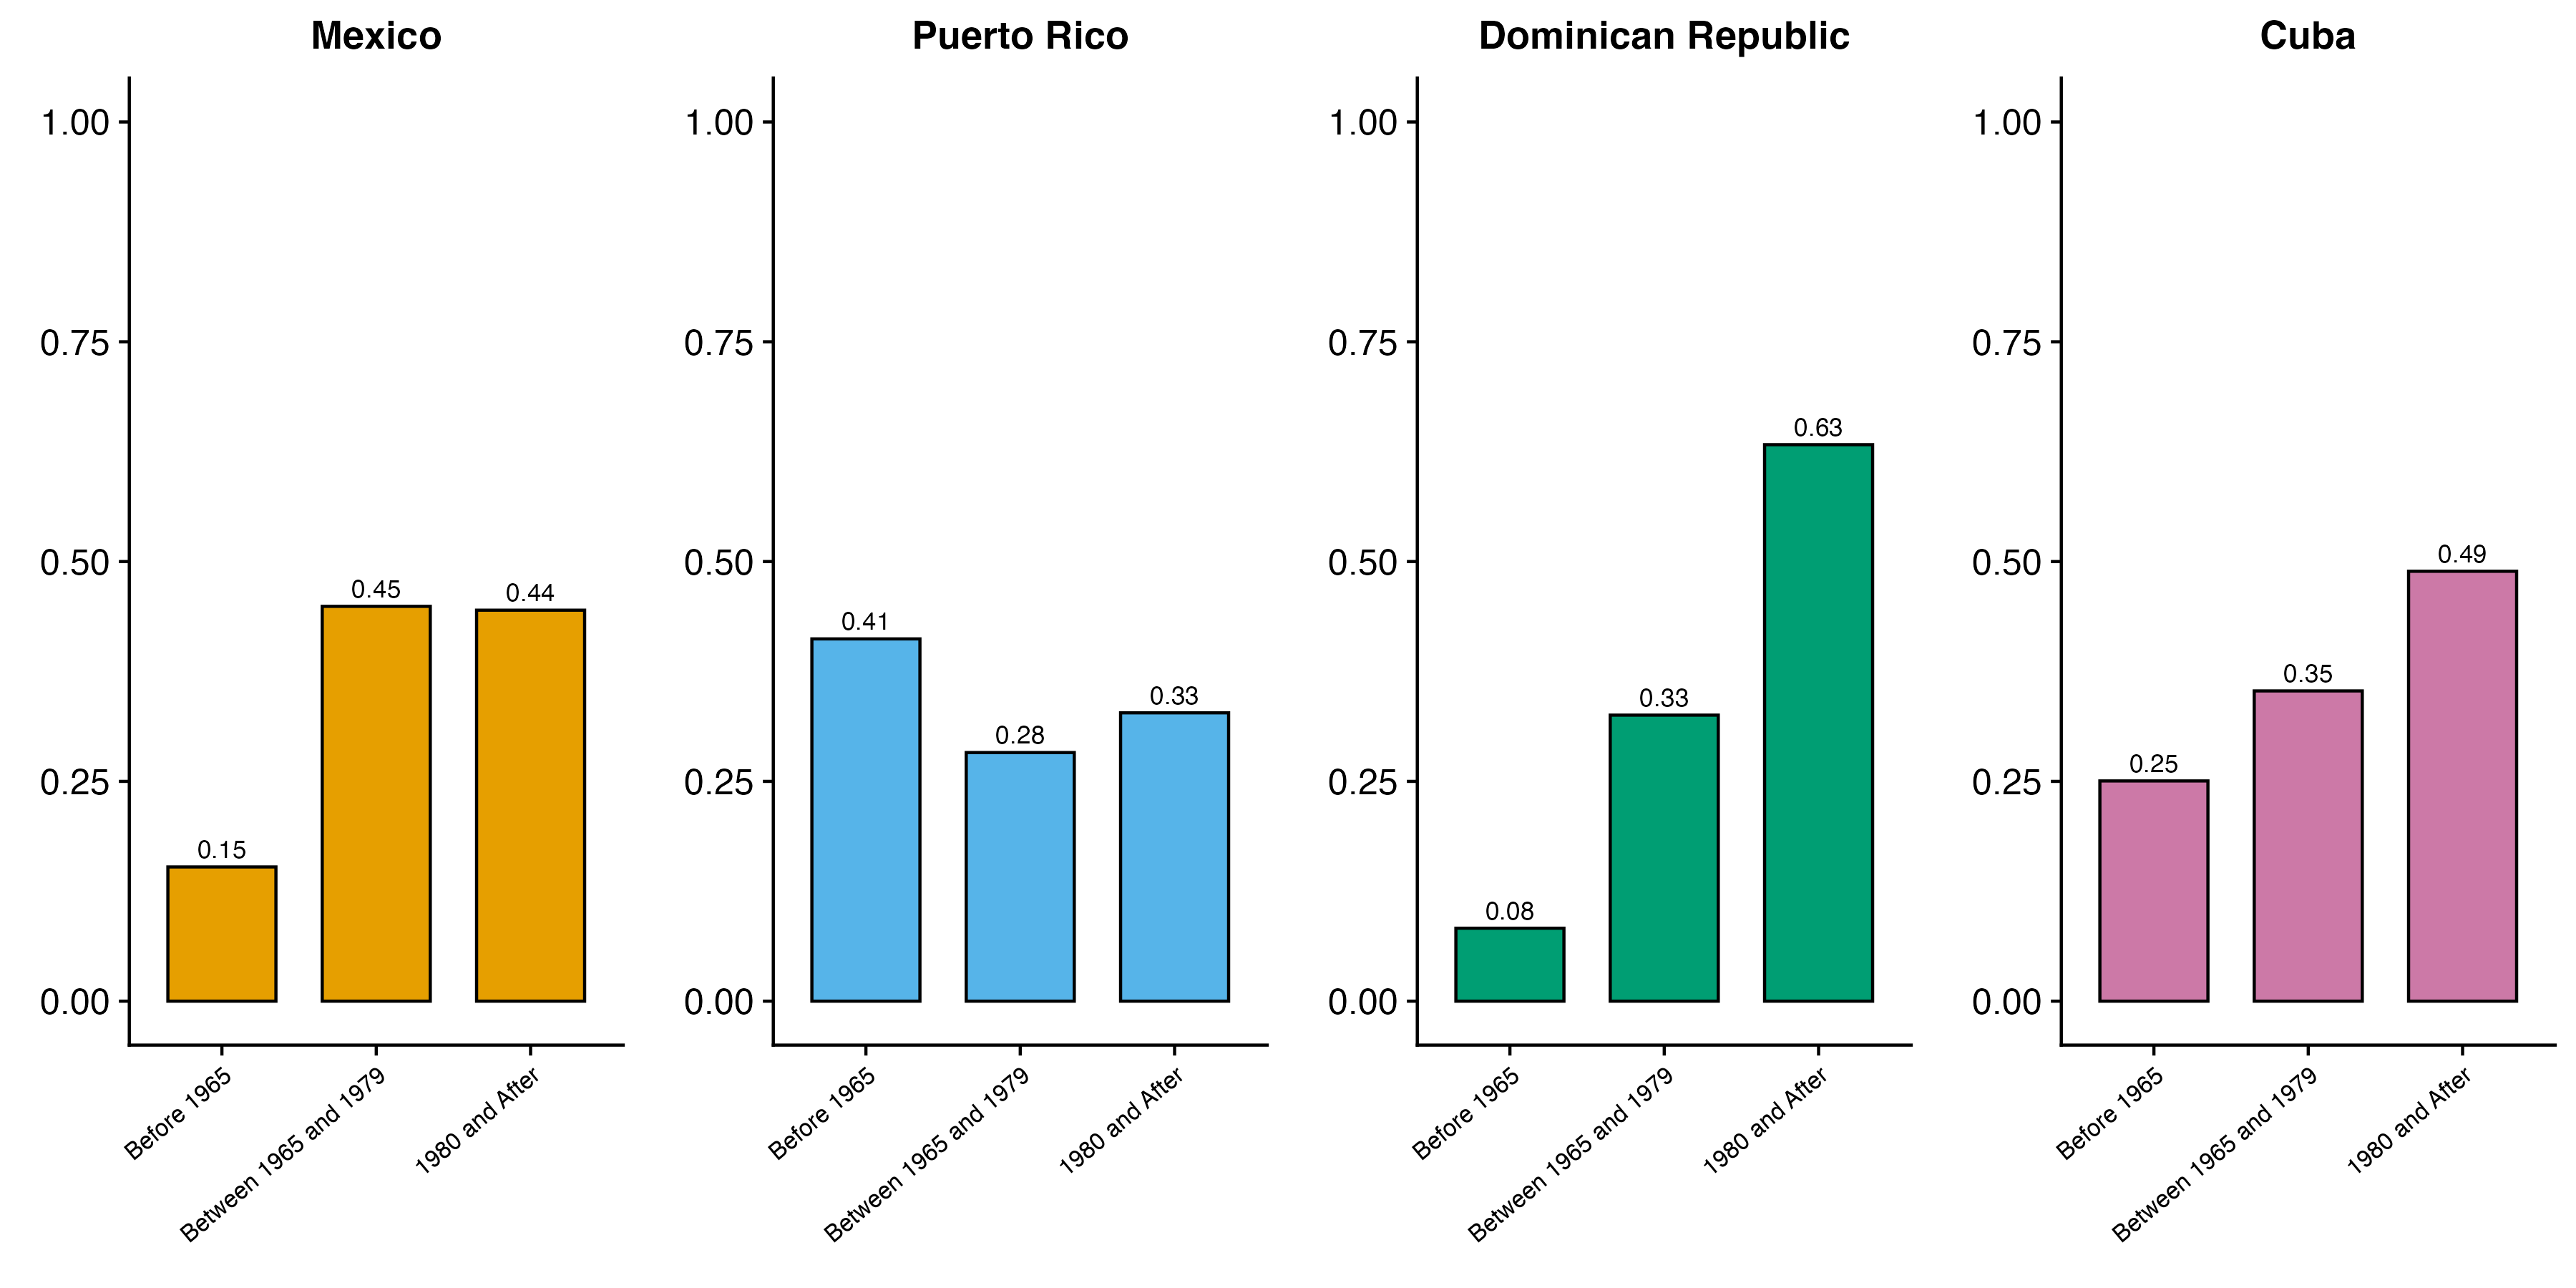 Mexico
1.00
0.75
0.50
0.25
0.00
0.15
0.45
0.44
Before 1965
Between 1965 and 1979
1980 and After
Puerto Rico
1.00
0.75
0.50
0.25
0.00
0.41
0.28
0.33
Before 1965
Between 1965 and 1979
1980 and After
Dominican Republic
1.00
0.75
0.50
0.25
0.00
0.08
0.33
0.63
Before 1965
Between 1965 and 1979
1980 and After
Cuba
1.00
0.75
0.50
0.25
0.00
0.25
0.35
0.49
Before 1965
Between 1965 and 1979
1980 and After